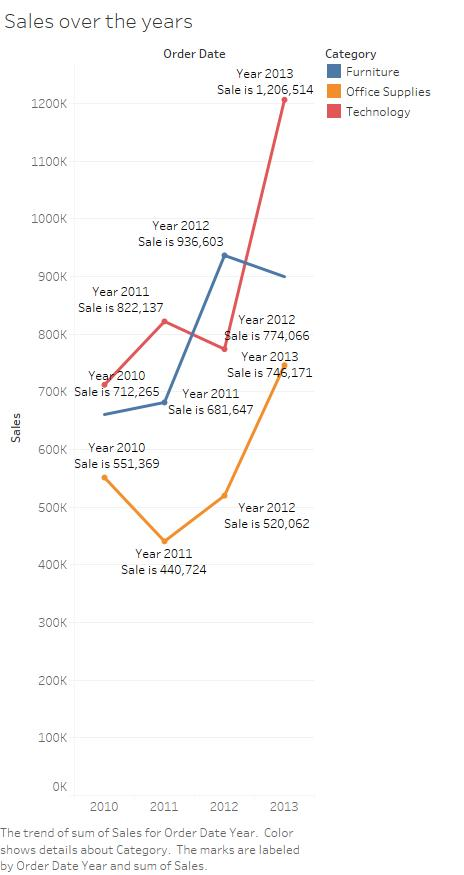 Sales over the years
Order Date
Category
Furniture
Office Supplies
Technology
Year 2013
Sale is 1,206,514
1200K
1100K
1000K
Year 2012
Sale is 936,603
900K
Year 2011
Sale is 822,137
800K
Year 2012
Sale is 774,066
Year 2013
Sale is 746,171
Year 2010
Sale is 712,265
700K
Year 2011
Sale is 681,647
Sales
600K
Year 2010
Sale is 551,369
500K
Year 2012
Sale is 520,062
Year 2011
Sale is 440,724
400K
300K
200K
100K
0K
2010 2011 2012 2013
The trend of sum of Sales for Order Date Year. Color
shows details about Category. The marks are labeled
by Order Date Year and sum of Sales.